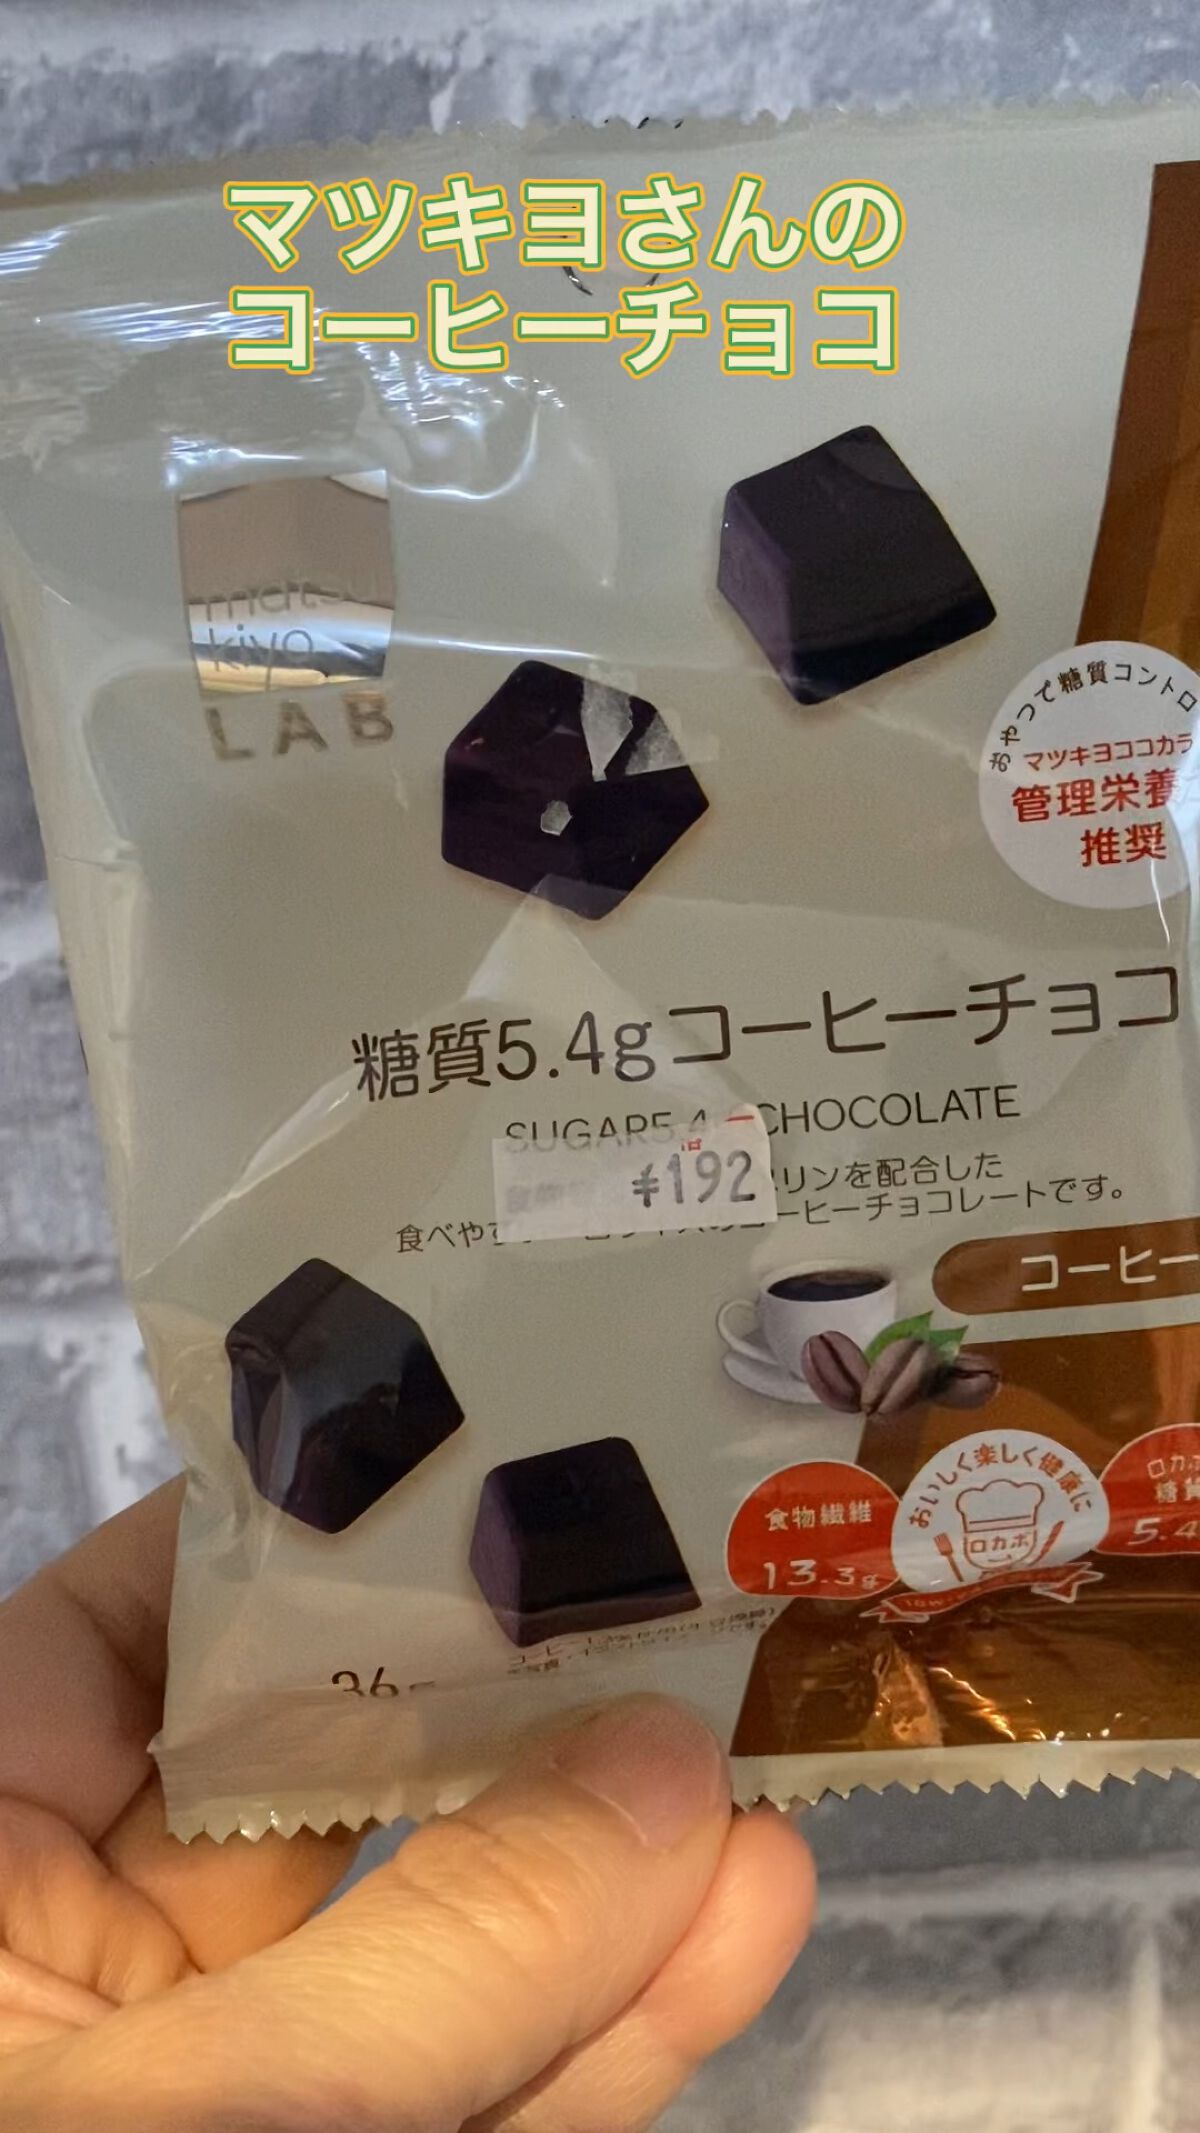 マツキヨさんの
コーヒーチョコ
matsu
kiyo
LAB
おやつで糖質コントロ
マツキヨココカラ
管理栄養
推奨
糖質5.4gコーヒーチョコ
SUGAR5.4 CHOCOLATE
¥192
リンを配合した
食べやす コーヒーチョコレートです。
コーヒー
おいしく楽しく健康に
ロカボ
食物繊維
13.3g
ロカボ
糖質
5.4
36g